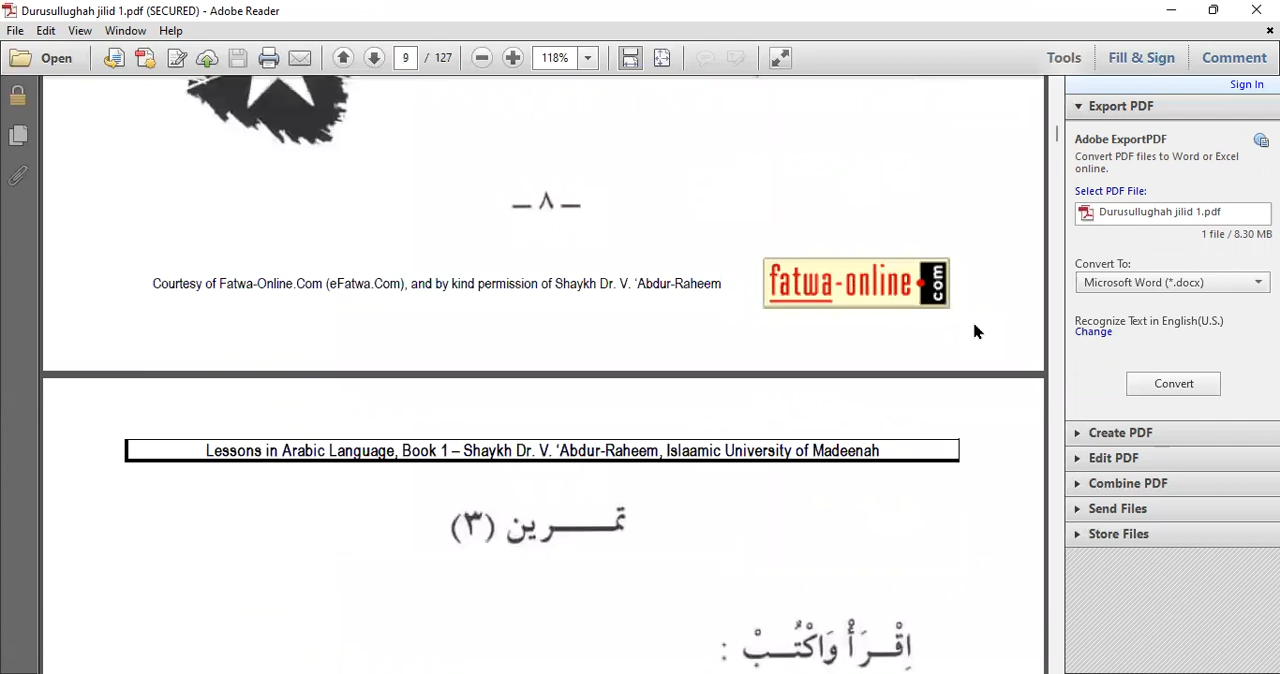 Durusullughah jilid 1.pdf (SECURED) - Adobe Reader
File Edit View Window Help
Open 9 / 127 118% Tools Fill & Sign Comment
Sign In
Export PDF
Adobe ExportPDF
Convert PDF files to Word or Excel
online.
Select PDF File:
Durusullughah jilid 1.pdf
1 file / 8.30 MB
Convert To:
Microsoft Word (*.docx)
Recognize Text in English(U.S.)
Change
Convert
Create PDF
Edit PDF
Combine PDF
Send Files
Store Files
– ٨ –
Courtesy of Fatwa-Online.Com (eFatwa.Com), and by kind permission of Shaykh Dr. V. ‘Abdur-Raheem
fatwa-online.com
Lessons in Arabic Language, Book 1 – Shaykh Dr. V. ‘Abdur-Raheem, Islaamic University of Madeenah
تمـــــرين (٣)
اِقْـرَأْ وَاكْتُـبْ :